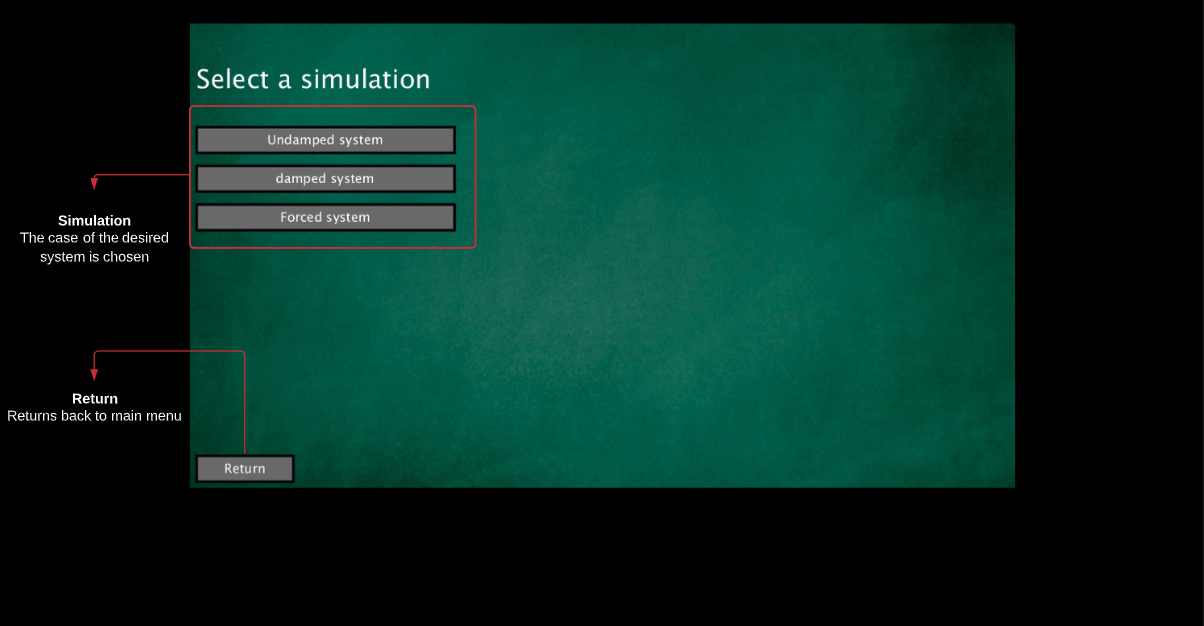 Select a simulation
Undamped system
damped system
Forced system
Simulation
The case of the desired
system is chosen
Return
Returns back to main menu
Return